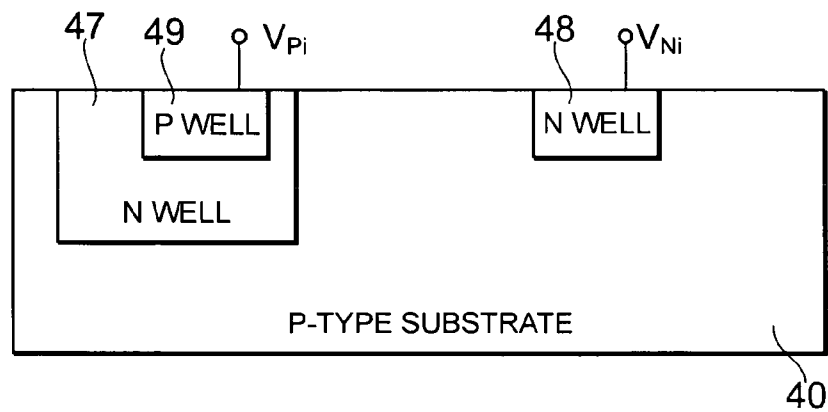 47
49
V_Pi
48
V_Ni
P WELL
N WELL
N WELL
P-TYPE SUBSTRATE
40